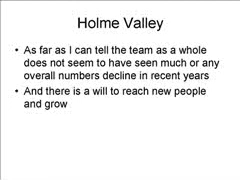 Holme Valley
• As far as I can tell the team as a whole
does not seem to have seen much or any
overall numbers decline in recent years
• And there is a will to reach new people
and grow